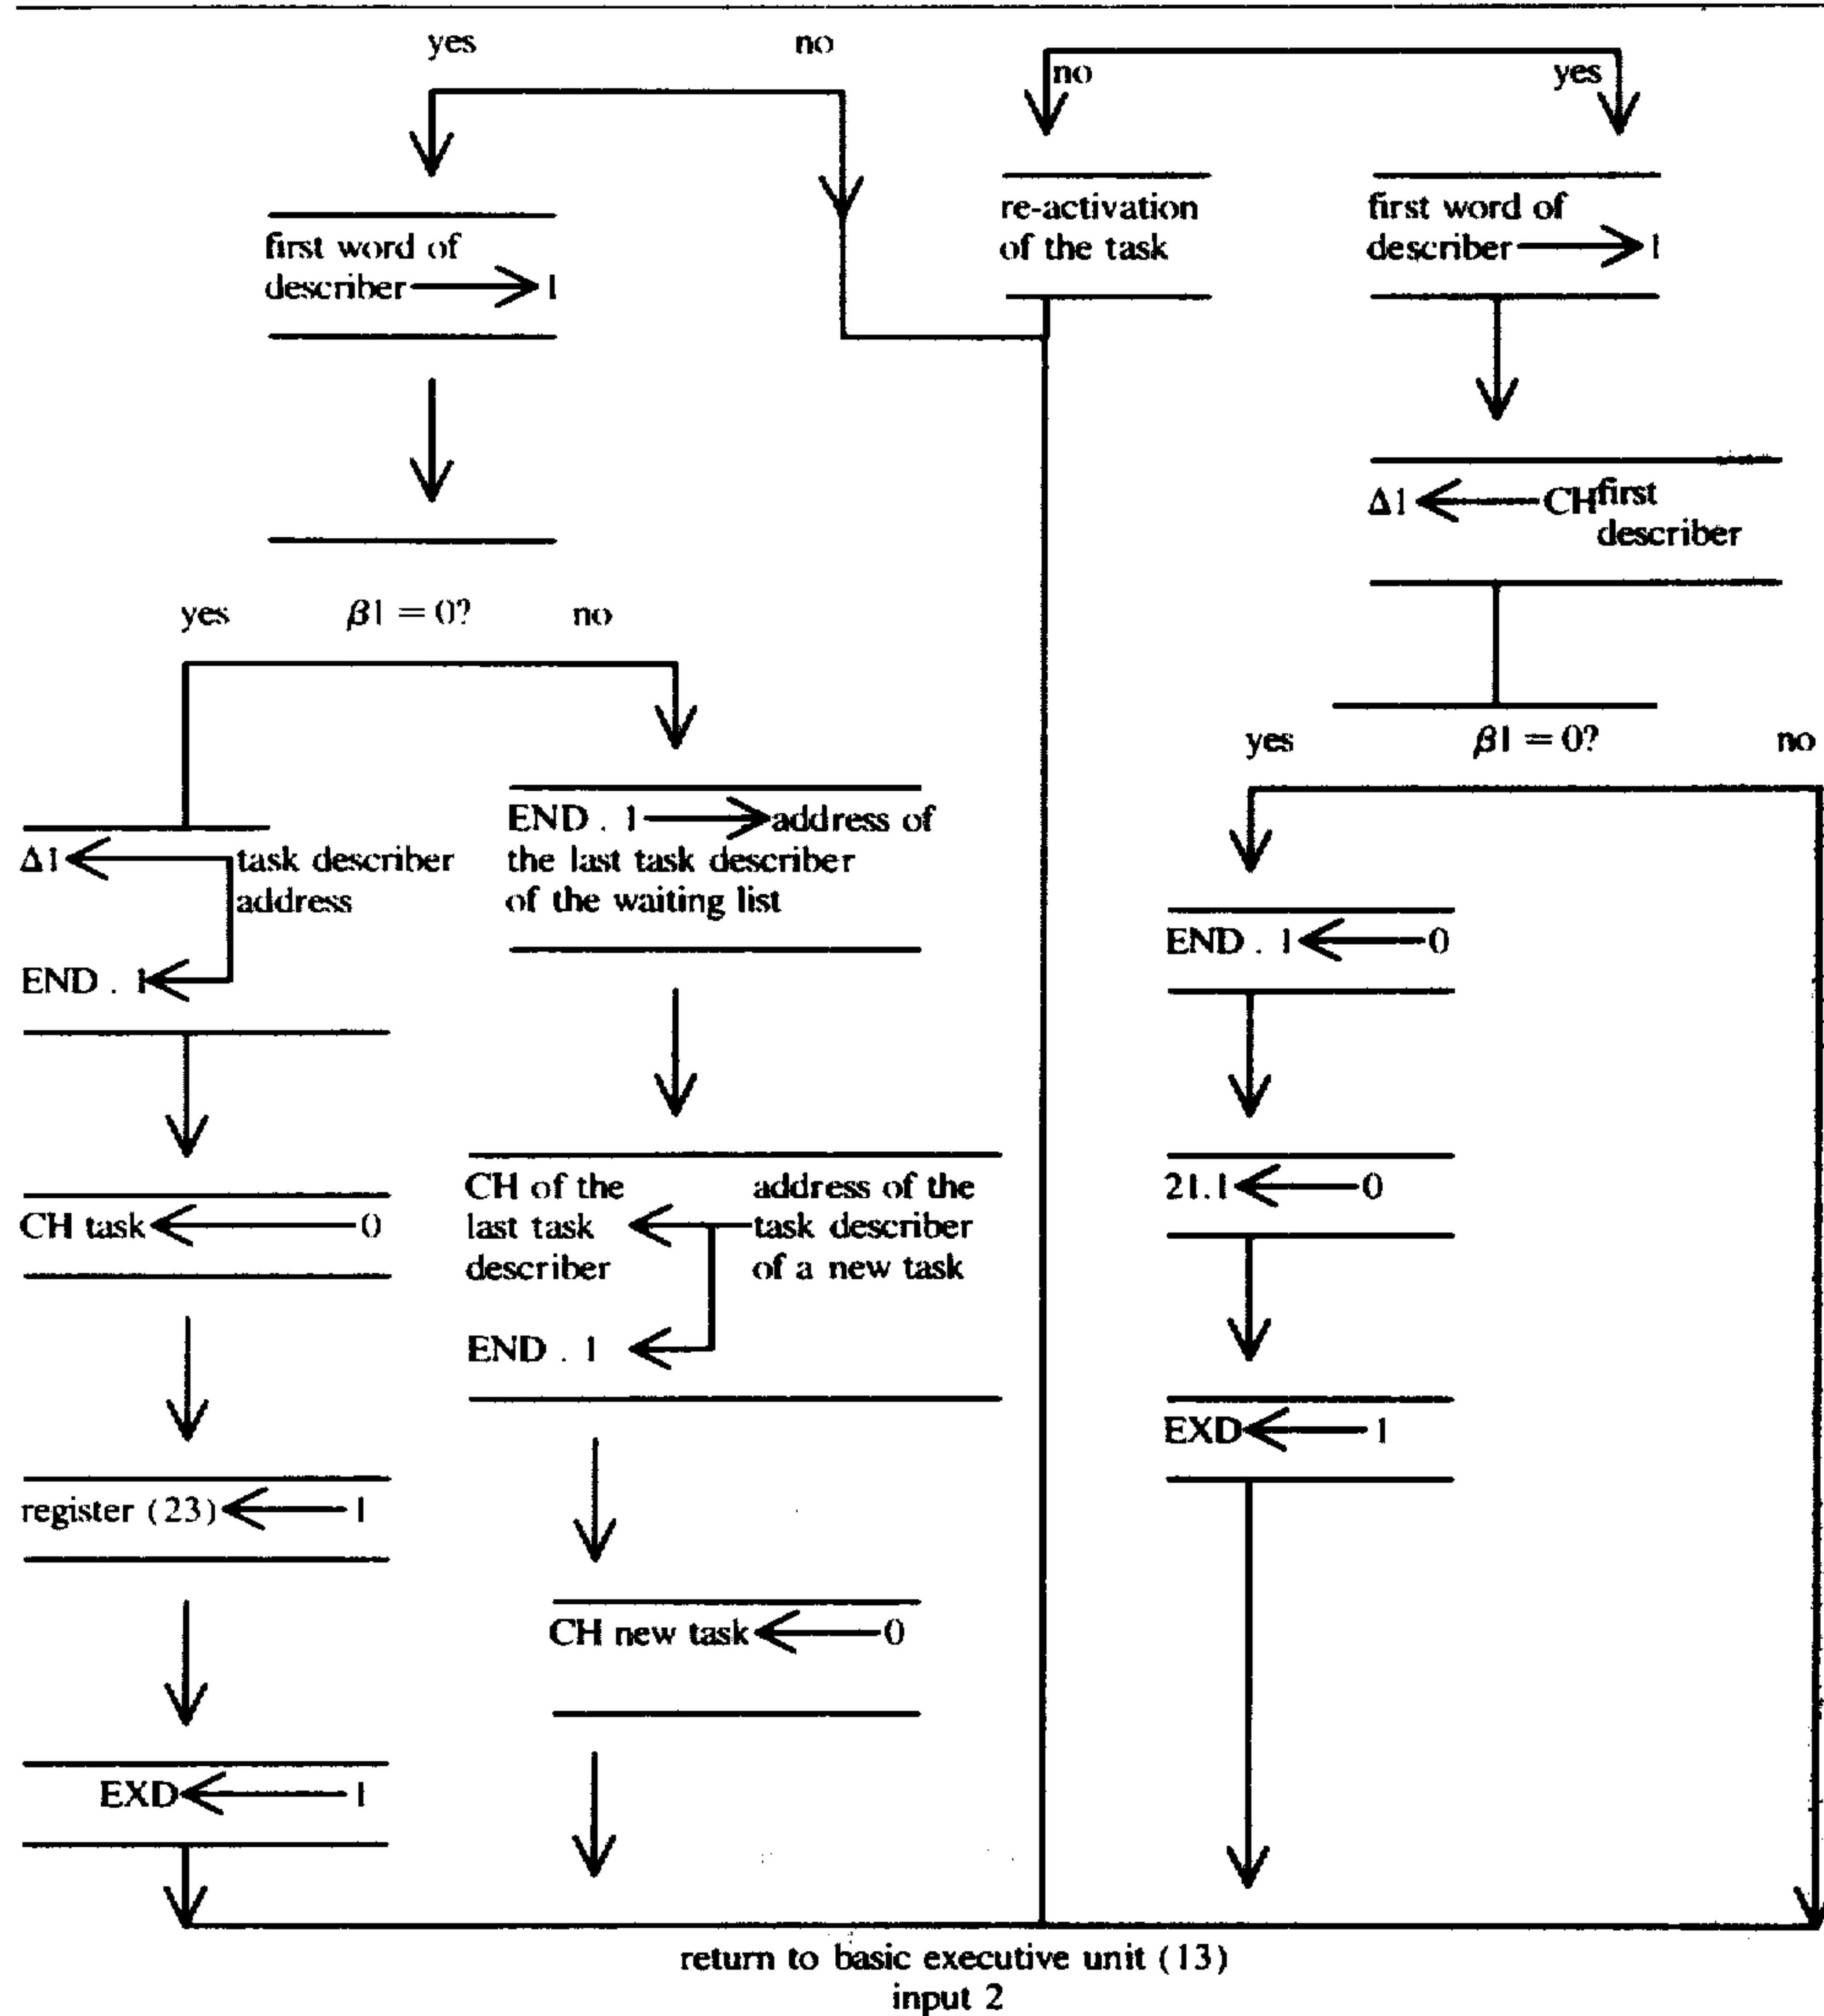 yes no
no yes
first word of
describer 1
re-activation
of the task
first word of
describer 1
Δ1 CH first
describer
yes β1 = 0? no
yes β1 = 0? no
Δ1 task describer
address
END . 1
END . 1 address of
the last task describer
of the waiting list
END . 1 0
CH task 0
CH of the
last task
describer
address of the
task describer
of a new task
END . 1
21.1 0
register (23) 1
EXD 1
CH new task 0
EXD 1
return to basic executive unit (13)
input 2